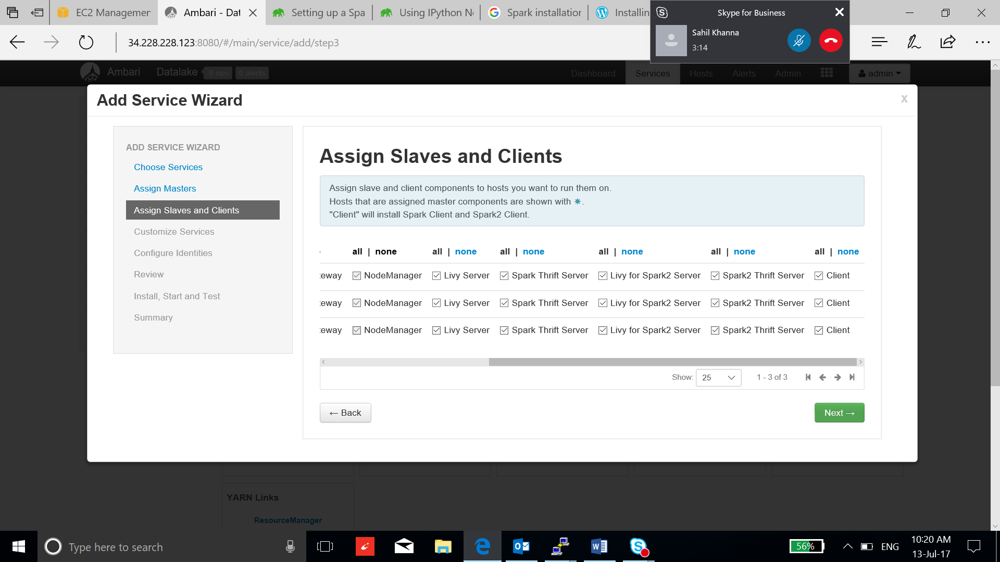 EC2 Managemen
Ambari - Dat
Setting up a Spa
Using IPython N
Spark installation
Installin
Skype for Business
Sahil Khanna
3:14
34.228.228.123:8080/#/main/service/add/step3
Ambari
Datalake
0 ops
0 alerts
Dashboard
Services
Hosts
Alerts
Admin
admin
Add Service Wizard
X
ADD SERVICE WIZARD
Choose Services
Assign Masters
Assign Slaves and Clients
Customize Services
Configure Identities
Review
Install, Start and Test
Summary
Assign Slaves and Clients
Assign slave and client components to hosts you want to run them on.
Hosts that are assigned master components are shown with ✵.
"Client" will install Spark Client and Spark2 Client.
all | none all | none all | none all | none all | none all | none
teway NodeManager Livy Server Spark Thrift Server Livy for Spark2 Server Spark2 Thrift Server Client
teway NodeManager Livy Server Spark Thrift Server Livy for Spark2 Server Spark2 Thrift Server Client
teway NodeManager Livy Server Spark Thrift Server Livy for Spark2 Server Spark2 Thrift Server Client
Show: 25 1 - 3 of 3
← Back
Next →
YARN Links
ResourceManager
Type here to search
56%
ENG
10:20 AM
13-Jul-17